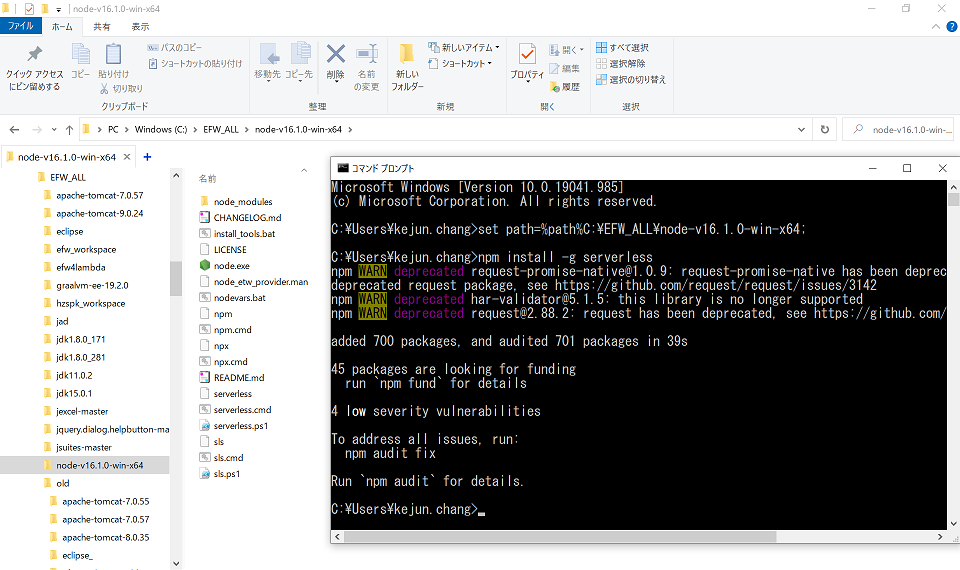 node-v16.1.0-win-x64
ファイル
ホーム
共有
表示
クイック アクセス
にピン留めする
コピー
貼り付け
パスのコピー
ショートカットの貼り付け
切り取り
クリップボード
移動先
コピー先
削除
名前
の変更
整理
新しい
フォルダー
新しいアイテム
ショートカット
新規
プロパティ
開く
編集
履歴
開く
すべて選択
選択解除
選択の切り替え
選択
PC
Windows (C:)
EFW_ALL
node-v16.1.0-win-x64
node-v16.1.0-win-...
node-v16.1.0-win-x64
EFW_ALL
apache-tomcat-7.0.57
apache-tomcat-9.0.24
eclipse
efw_workspace
efw4lambda
graalvm-ee-19.2.0
hzspk_workspace
jad
jdk1.8.0_171
jdk1.8.0_281
jdk11.0.2
jdk15.0.1
jexcel-master
jquery.dialog.helpbutton-ma
jsuites-master
node-v16.1.0-win-x64
old
apache-tomcat-7.0.55
apache-tomcat-7.0.57
apache-tomcat-8.0.35
eclipse_
名前
node_modules
CHANGELOG.md
install_tools.bat
LICENSE
node.exe
node_etw_provider.man
nodevars.bat
npm
npm.cmd
npx
npx.cmd
README.md
serverless
serverless.cmd
serverless.ps1
sls
sls.cmd
sls.ps1
コマンド プロンプト
Microsoft Windows [Version 10.0.19041.985]
(c) Microsoft Corporation. All rights reserved.
C:¥Users¥kejun.chang>set path=%path%C:¥EFW_ALL¥node-v16.1.0-win-x64;
C:¥Users¥kejun.chang>npm install -g serverless
npm WARN deprecated request-promise-native@1.0.9: request-promise-native has been deprec
deprecated request package, see https://github.com/request/request/issues/3142
npm WARN deprecated har-validator@5.1.5: this library is no longer supported
npm WARN deprecated request@2.88.2: request has been deprecated, see https://github.com/
added 700 packages, and audited 701 packages in 39s
45 packages are looking for funding
run `npm fund` for details
4 low severity vulnerabilities
To address all issues, run:
npm audit fix
Run `npm audit` for details.
C:¥Users¥kejun.chang>_